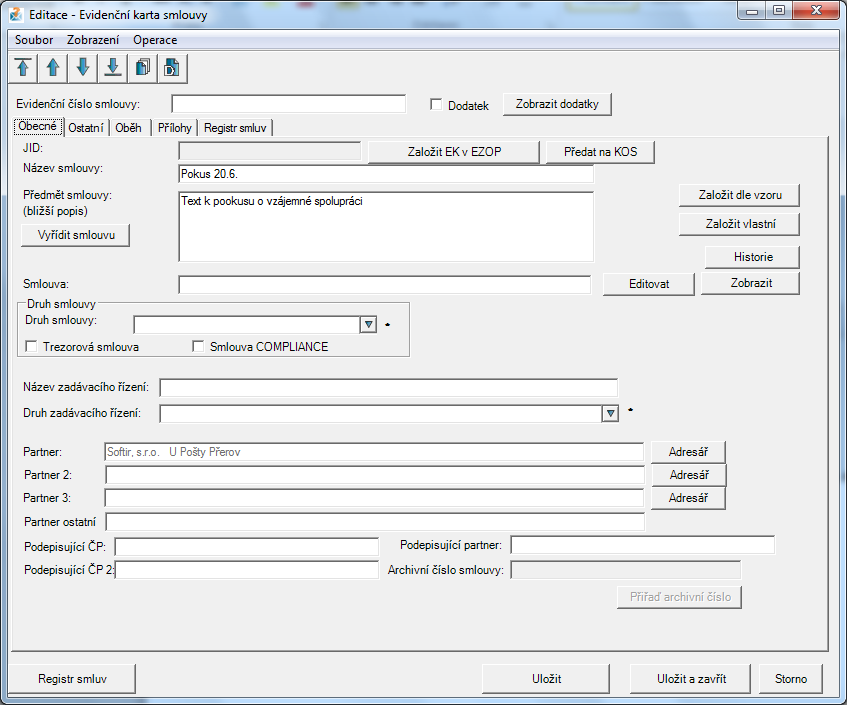 Editace - Evidenční karta smlouvy
Soubor Zobrazení Operace
Evidenční číslo smlouvy: Dodatek Zobrazit dodatky
Obecné Ostatní Oběh Přílohy Registr smluv
JID: Založit EK v EZOP Předat na KOS
Název smlouvy: Pokus 20.6.
Předmět smlouvy: Text k pookusu o vzájemné spolupráci Založit dle vzoru
(bližší popis)
Vyřídit smlouvu Založit vlastní
Historie
Smlouva: Editovat Zobrazit
Druh smlouvy
Druh smlouvy: *
Trezorová smlouva Smlouva COMPLIANCE
Název zadávacího řízení:
Druh zadávacího řízení: *
Partner: Softir, s.r.o. U Pošty Přerov Adresář
Partner 2: Adresář
Partner 3: Adresář
Partner ostatní
Podepisující ČP: Podepisující partner:
Podepisující ČP 2: Archivní číslo smlouvy:
Přiřaď archivní číslo
Registr smluv Uložit Uložit a zavřít Storno